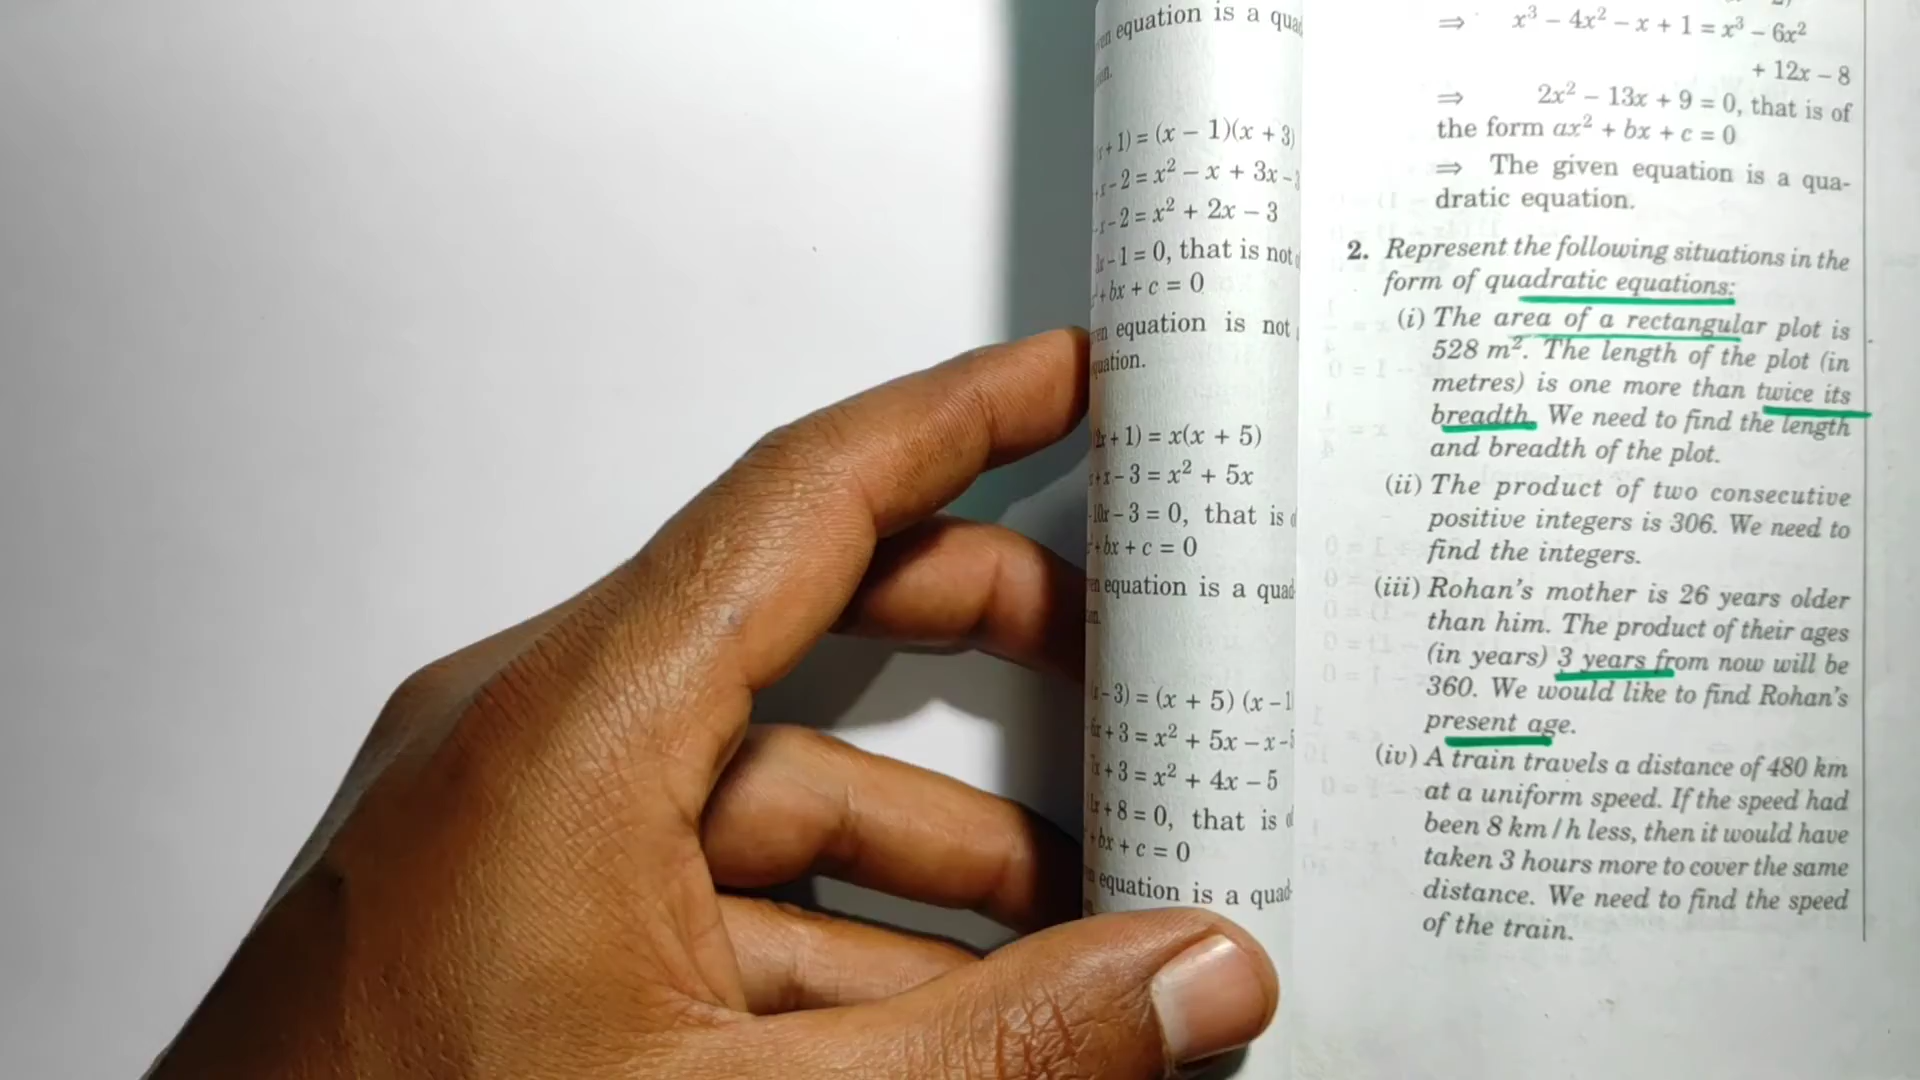 equation is a
+ 1) = (x − 1)(x + 3)
− 2 = x² − x + 3x −
− 2 = x² + 2x − 3
− 1 = 0, that is not
+ bx + c = 0
equation is not
+ 1) = x(x + 5)
+ x − 3 = x² + 5x
10x − 3 = 0, that is
+ bx + c = 0
equation is a quad
− 3) = (x + 5) (x − 1
+ 3 = x² + 5x − x −
x + 3 = x² + 4x − 5
x + 8 = 0, that is
+ bx + c = 0
equation is a quad-
⇒ x³ − 4x² − x + 1 = x³ − 6x²
+ 12x − 8
⇒ 2x² − 13x + 9 = 0, that is of
the form ax² + bx + c = 0
⇒ The given equation is a qua-
dratic equation.
2. Represent the following situations in the
form of quadratic equations:
(i) The area of a rectangular plot is
528 m². The length of the plot (in
metres) is one more than twice its
breadth. We need to find the length
and breadth of the plot.
(ii) The product of two consecutive
positive integers is 306. We need to
find the integers.
(iii) Rohan's mother is 26 years older
than him. The product of their ages
(in years) 3 years from now will be
360. We would like to find Rohan's
present age.
(iv) A train travels a distance of 480 km
at a uniform speed. If the speed had
been 8 km/h less, then it would have
taken 3 hours more to cover the same
distance. We need to find the speed
of the train.